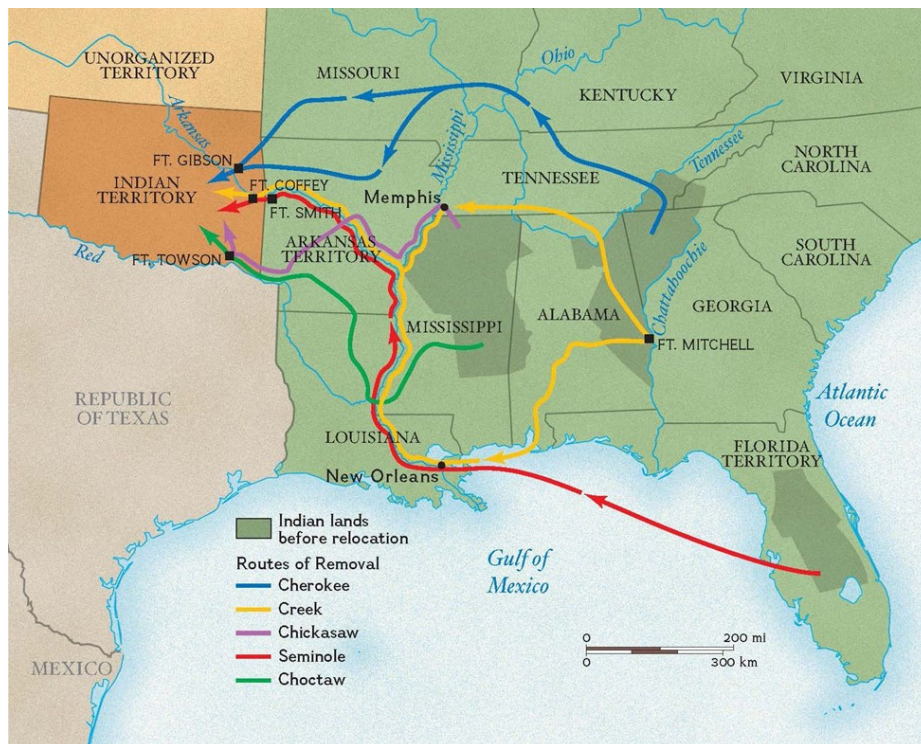 UNORGANIZED
TERRITORY
MISSOURI
Ohio
KENTUCKY
VIRGINIA
Arkansas
Mississippi
Tennessee
NORTH
CAROLINA
FT. GIBSON
INDIAN
TERRITORY
FT. COFFEY
FT. SMITH
Memphis
TENNESSEE
ARKANSAS
TERRITORY
Red
FT. TOWSON
SOUTH
CAROLINA
Chattahoochie
MISSISSIPPI
ALABAMA
GEORGIA
FT. MITCHELL
REPUBLIC
OF TEXAS
Atlantic
Ocean
LOUISIANA
New Orleans
FLORIDA
TERRITORY
Indian lands
before relocation
Routes of Removal
Cherokee
Creek
Chickasaw
Seminole
Choctaw
Gulf of
Mexico
0 200 mi
0 300 km
MEXICO